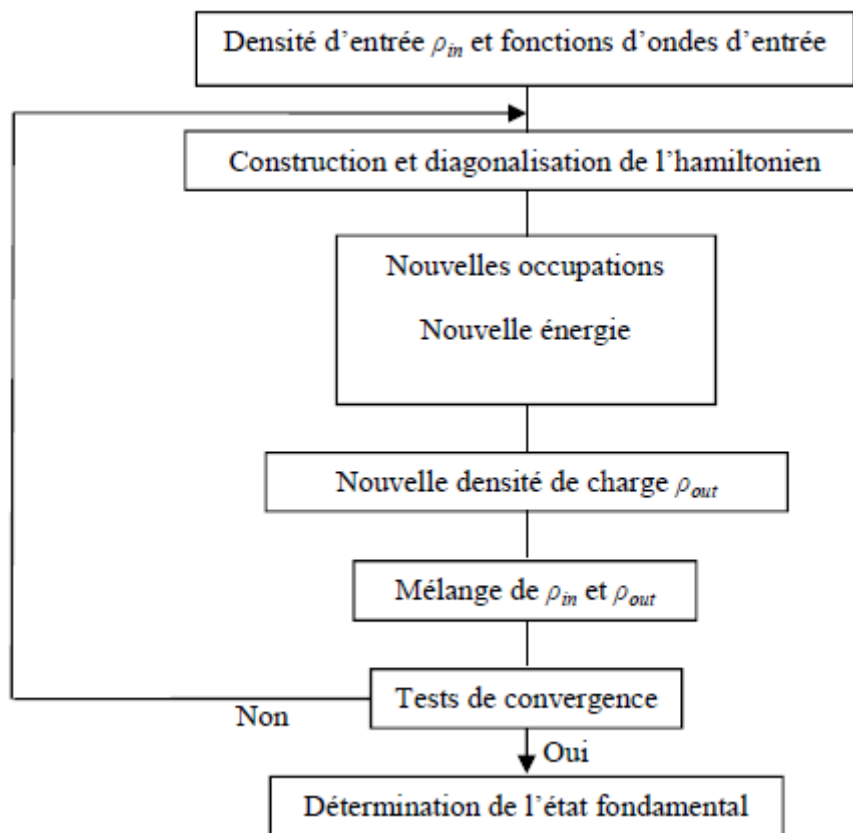 Densité d'entrée ρin et fonctions d'ondes d'entrée
Construction et diagonalisation de l'hamiltonien
Nouvelles occupations
Nouvelle énergie
Nouvelle densité de charge ρout
Mélange de ρin et ρout
Tests de convergence
Non
Oui
Détermination de l'état fondamental